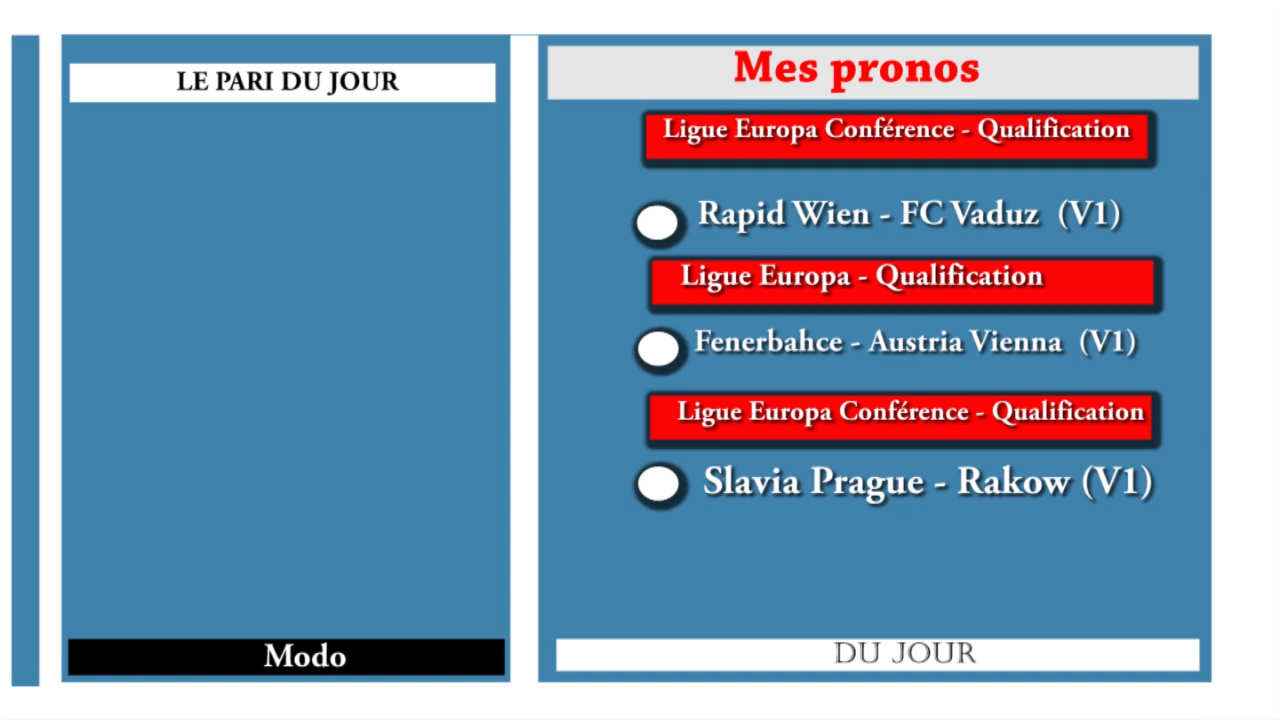 LE PARI DU JOUR
Modo
Mes pronos
Ligue Europa Conférence - Qualification
Rapid Wien - FC Vaduz (V1)
Ligue Europa - Qualification
Fenerbahce - Austria Vienna (V1)
Ligue Europa Conférence - Qualification
Slavia Prague - Rakow (V1)
DU JOUR